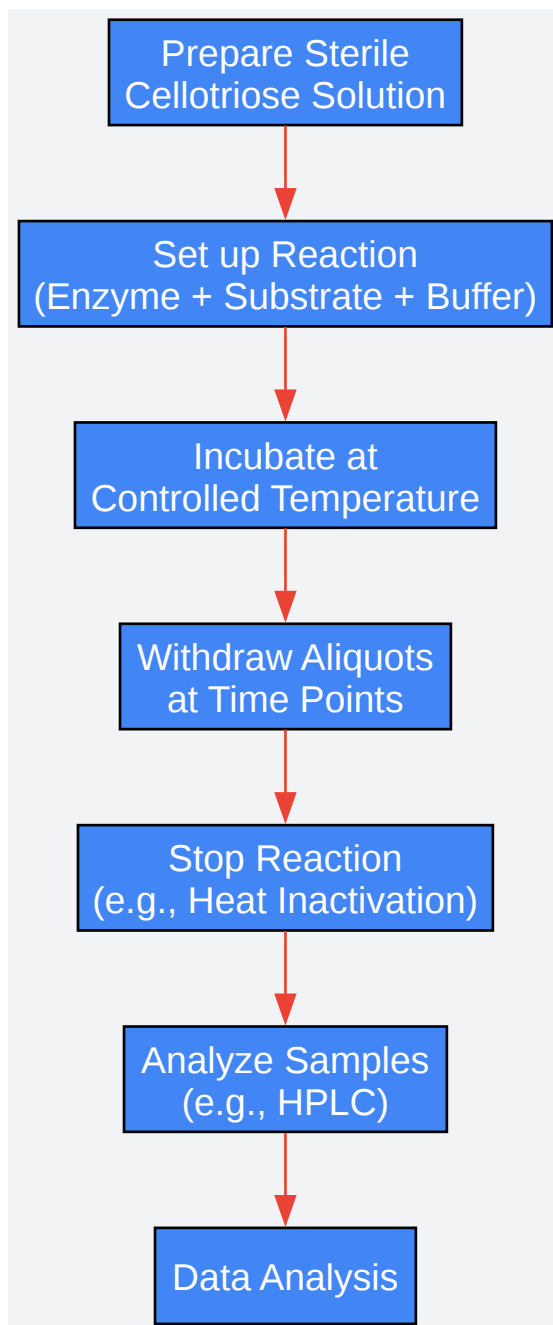 Prepare Sterile
Cellotriose Solution
Set up Reaction
(Enzyme + Substrate + Buffer)
Incubate at
Controlled Temperature
Withdraw Aliquots
at Time Points
Stop Reaction
(e.g., Heat Inactivation)
Analyze Samples
(e.g., HPLC)
Data Analysis